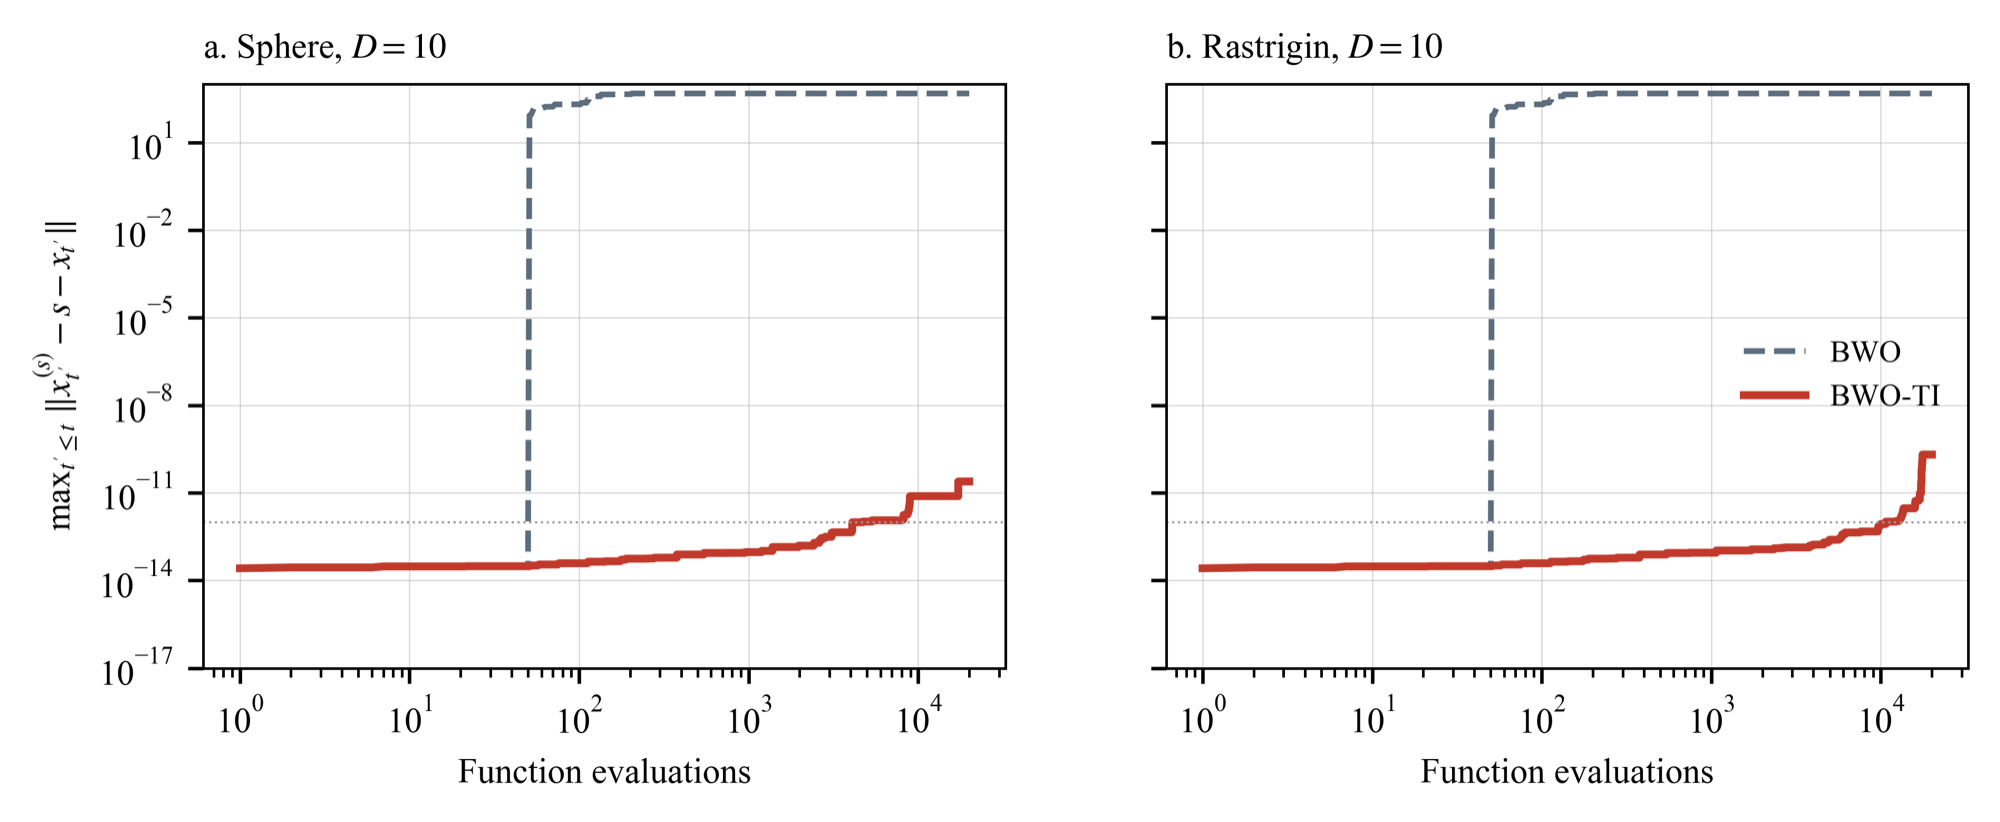 a. Sphere, D = 10
b. Rastrigin, D = 10
max_{t′ ≤ t} ||x_{t′}^{(s)} − s − x_{t′}||
10^1
10^{−2}
10^{−5}
10^{−8}
10^{−11}
10^{−14}
10^{−17}
10^0 10^1 10^2 10^3 10^4
Function evaluations
BWO
BWO-TI
10^0 10^1 10^2 10^3 10^4
Function evaluations